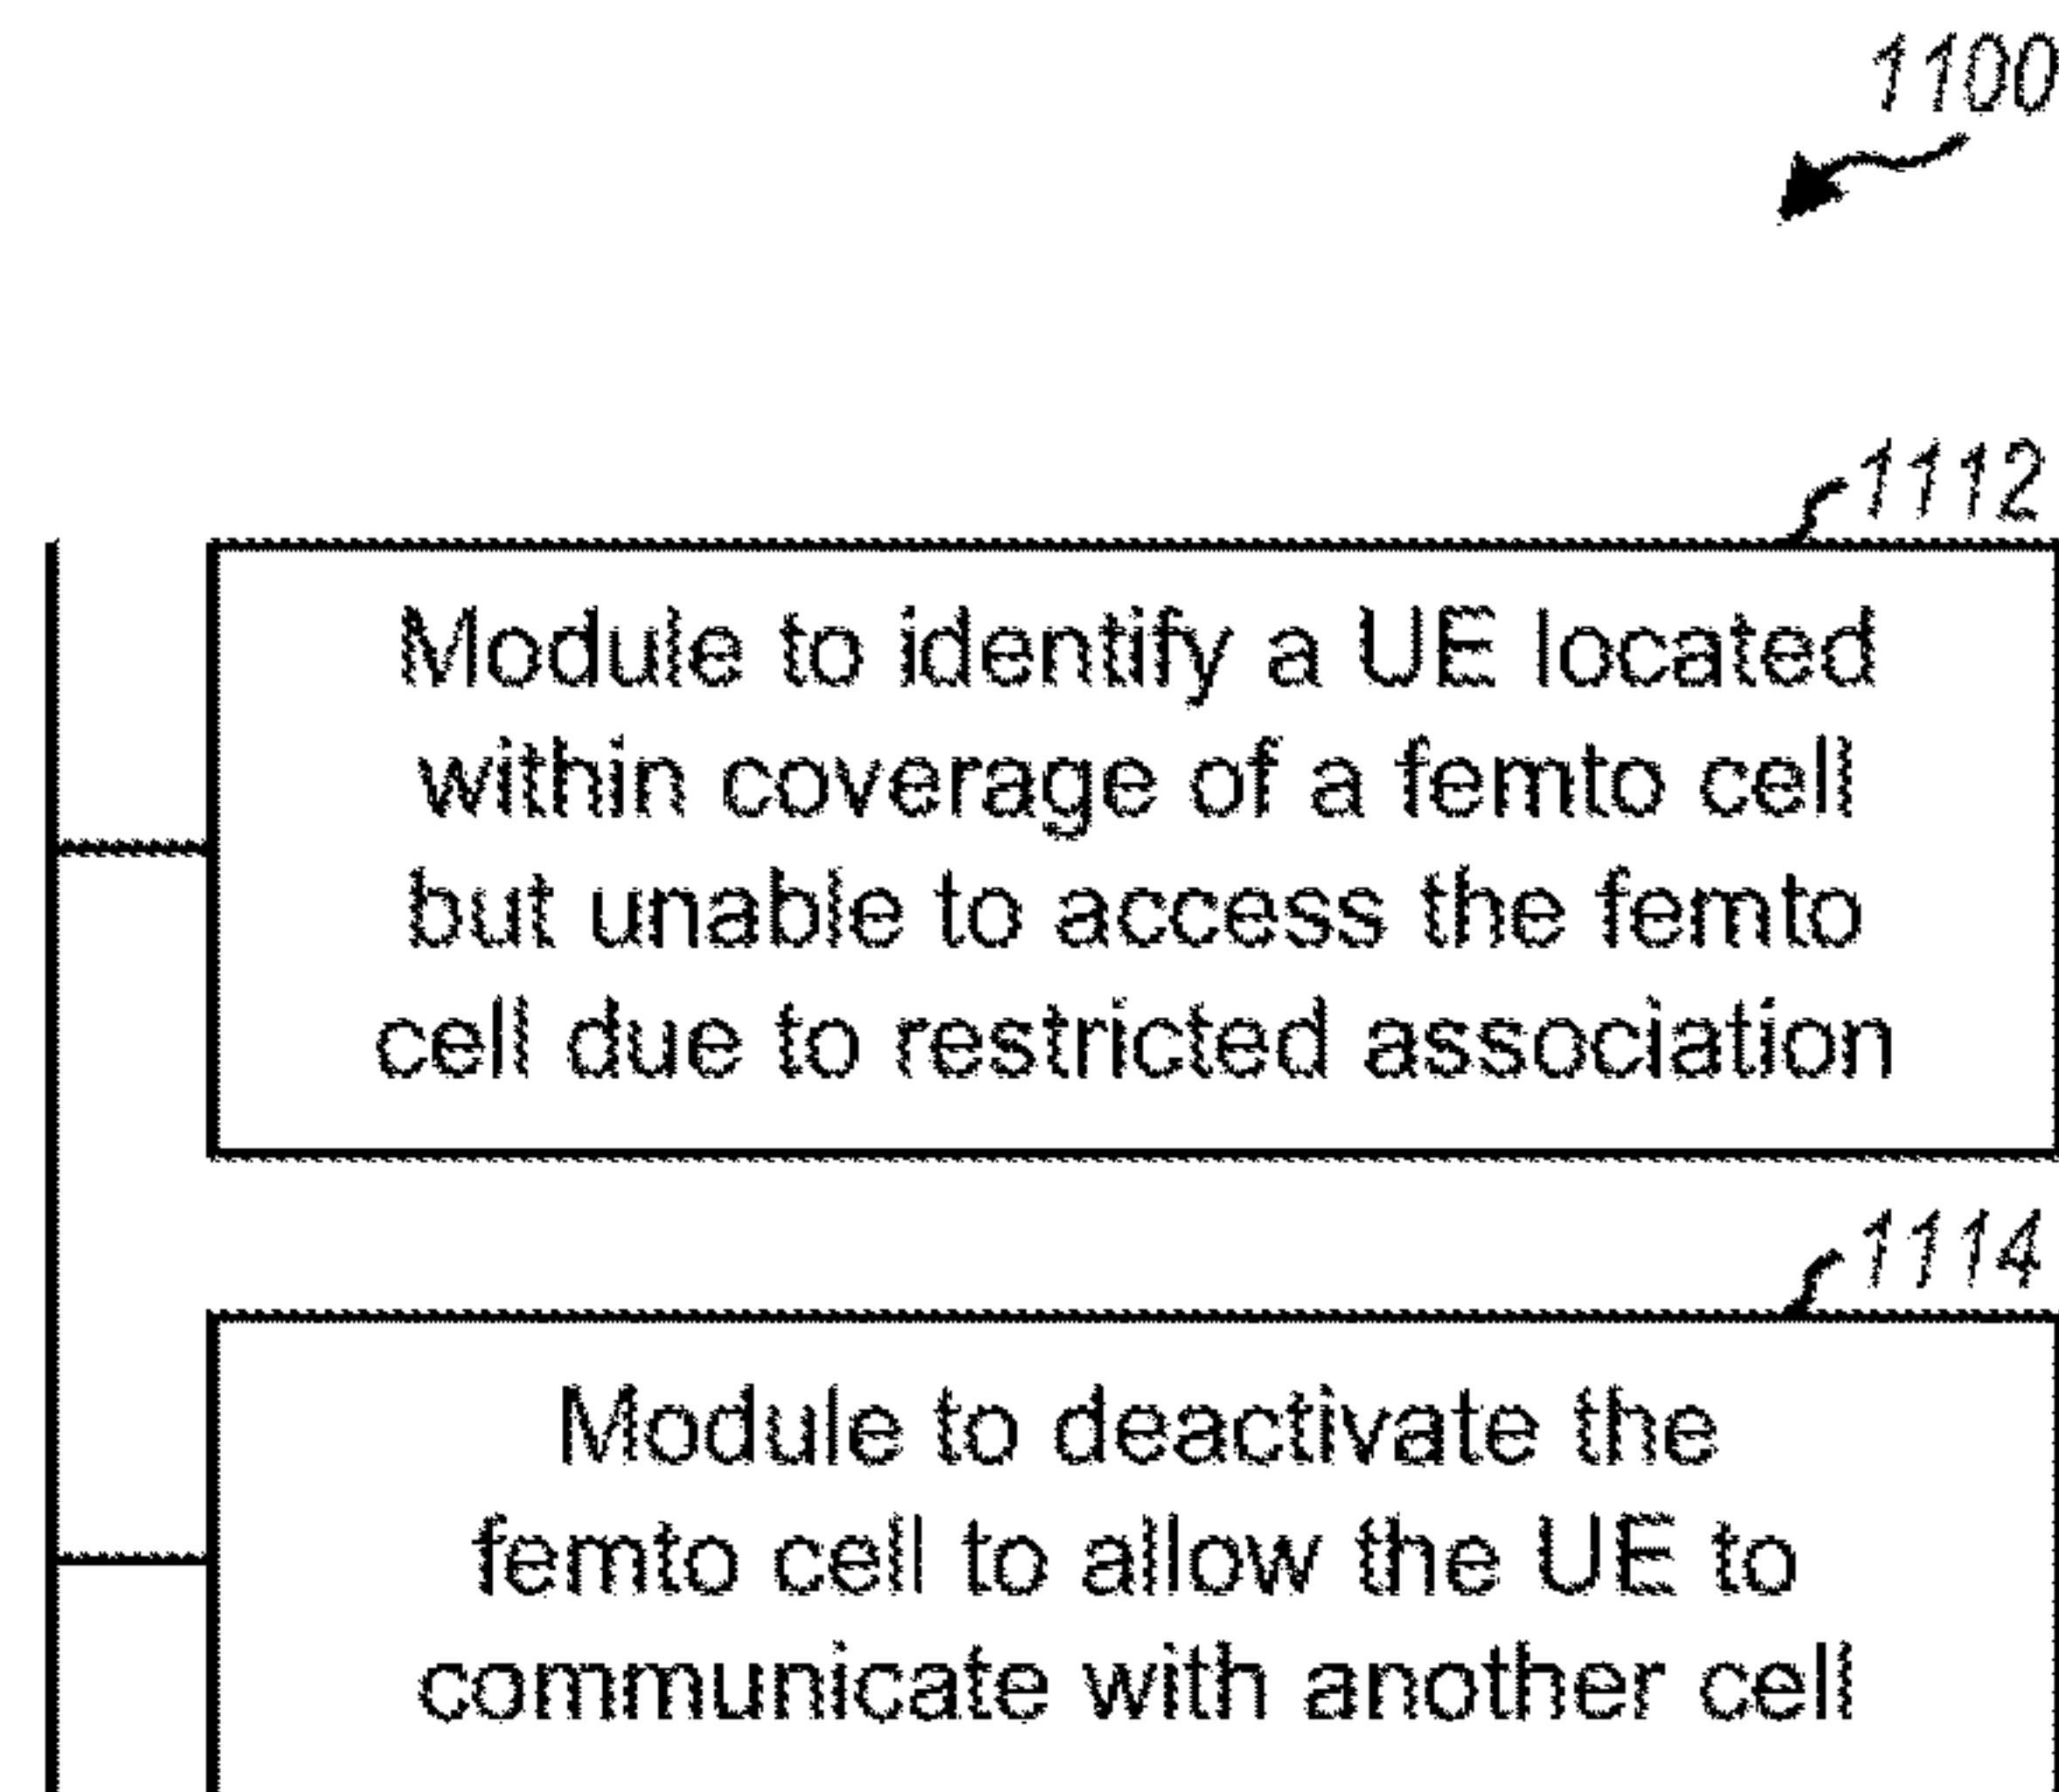 1100
1112
Module to identify a UE located
within coverage of a femto cell
but unable to access the femto
cell due to restricted association
1114
Module to deactivate the
femto cell to allow the UE to
communicate with another cell